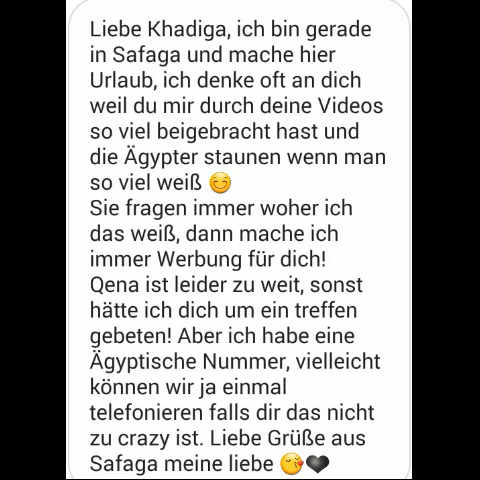 Liebe Khadiga, ich bin gerade
in Safaga und mache hier
Urlaub, ich denke oft an dich
weil du mir durch deine Videos
so viel beigebracht hast und
die Ägypter staunen wenn man
so viel weiß 😊
Sie fragen immer woher ich
das weiß, dann mache ich
immer Werbung für dich!
Qena ist leider zu weit, sonst
hätte ich dich um ein treffen
gebeten! Aber ich habe eine
Ägyptische Nummer, vielleicht
können wir ja einmal
telefonieren falls dir das nicht
zu crazy ist. Liebe Grüße aus
Safaga meine liebe 😘🖤